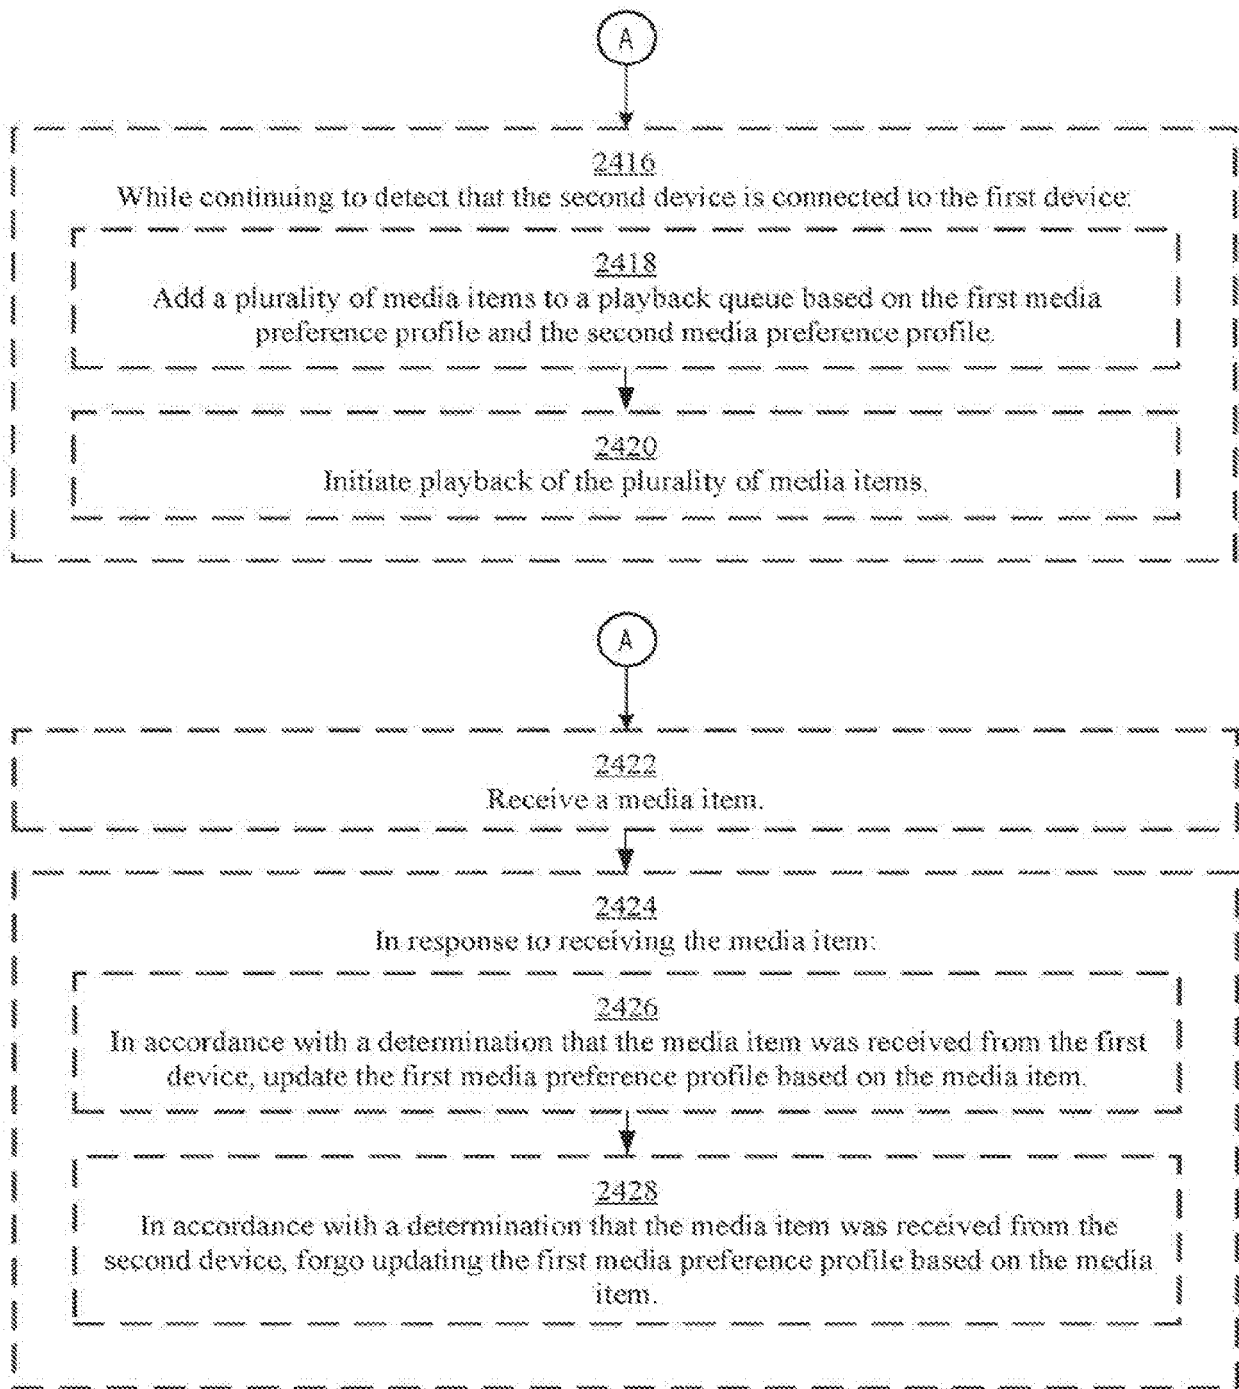 A
2416
While continuing to detect that the second device is connected to the first device:
2418
Add a plurality of media items to a playback queue based on the first media
preference profile and the second media preference profile.
2420
Initiate playback of the plurality of media items.
A
2422
Receive a media item.
2424
In response to receiving the media item:
2426
In accordance with a determination that the media item was received from the first
device, update the first media preference profile based on the media item.
2428
In accordance with a determination that the media item was received from the
second device, forgo updating the first media preference profile based on the media
item.